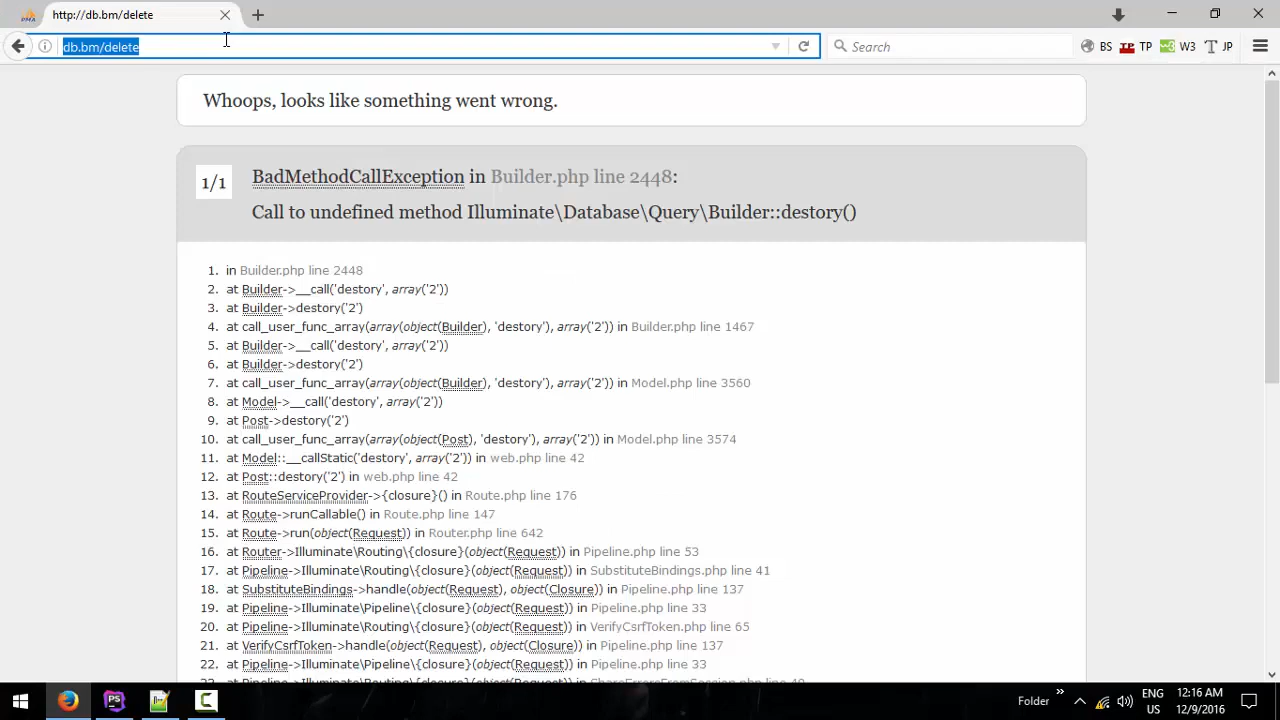 http://db.bm/delete
db.bm/delete
Search
BS
TP
W3
JP
Whoops, looks like something went wrong.
1/1
BadMethodCallException in Builder.php line 2448:
Call to undefined method Illuminate\Database\Query\Builder::destory()
1. in Builder.php line 2448
2. at Builder->__call('destory', array('2'))
3. at Builder->destory('2')
4. at call_user_func_array(array(object(Builder), 'destory'), array('2')) in Builder.php line 1467
5. at Builder->__call('destory', array('2'))
6. at Builder->destory('2')
7. at call_user_func_array(array(object(Builder), 'destory'), array('2')) in Model.php line 3560
8. at Model->__call('destory', array('2'))
9. at Post->destory('2')
10. at call_user_func_array(array(object(Post), 'destory'), array('2')) in Model.php line 3574
11. at Model::__callStatic('destory', array('2')) in web.php line 42
12. at Post::destory('2') in web.php line 42
13. at RouteServiceProvider->{closure}() in Route.php line 176
14. at Route->runCallable() in Route.php line 147
15. at Route->run(object(Request)) in Router.php line 642
16. at Router->Illuminate\Routing\{closure}(object(Request)) in Pipeline.php line 53
17. at Pipeline->Illuminate\Routing\{closure}(object(Request)) in SubstituteBindings.php line 41
18. at SubstituteBindings->handle(object(Request), object(Closure)) in Pipeline.php line 137
19. at Pipeline->Illuminate\Pipeline\{closure}(object(Request)) in Pipeline.php line 33
20. at Pipeline->Illuminate\Routing\{closure}(object(Request)) in VerifyCsrfToken.php line 65
21. at VerifyCsrfToken->handle(object(Request), object(Closure)) in Pipeline.php line 137
22. at Pipeline->Illuminate\Pipeline\{closure}(object(Request)) in Pipeline.php line 33
Folder
ENG
US
12:16 AM
12/9/2016